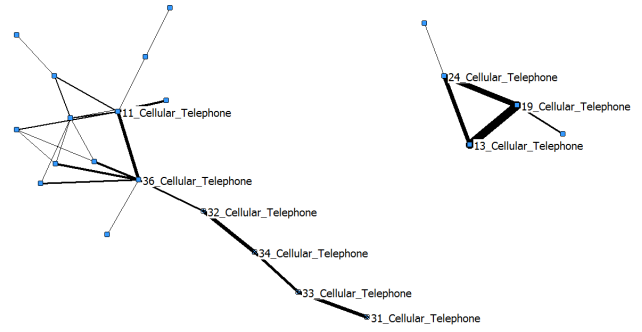 24_Cellular_Telephone
19_Cellular_Telephone
11_Cellular_Telephone
13_Cellular_Telephone
36_Cellular_Telephone
32_Cellular_Telephone
34_Cellular_Telephone
33_Cellular_Telephone
31_Cellular_Telephone